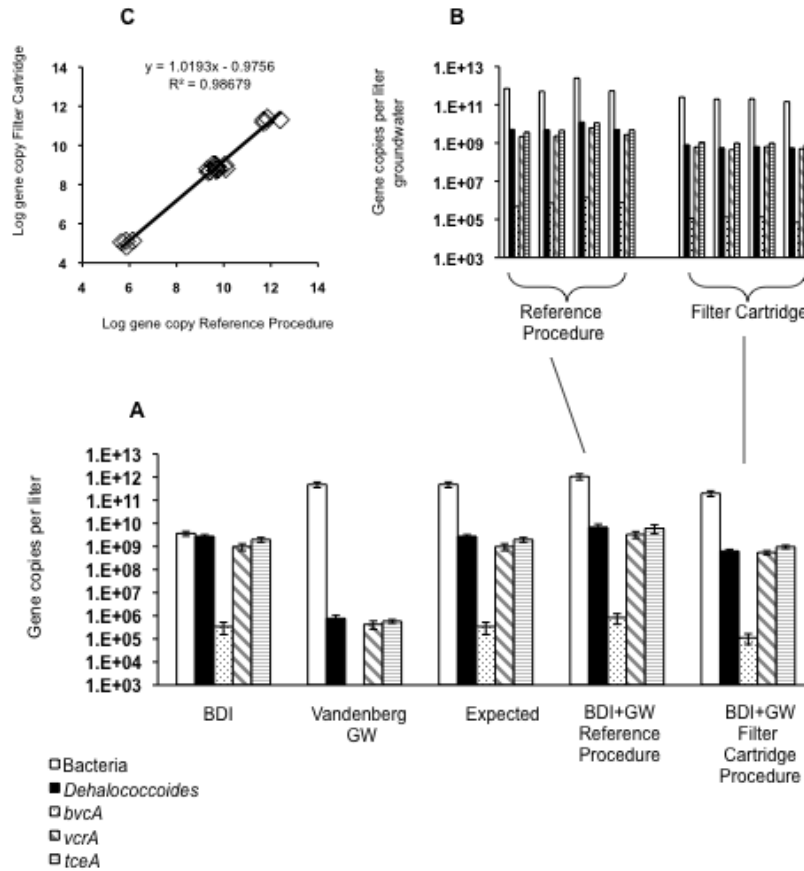 C
y = 1.0193x - 0.9756
R² = 0.98679
Log gene copy Filter Cartridge
14
12
10
8
6
4
4 6 8 10 12 14
Log gene copy Reference Procedure
B
Gene copies per liter
groundwater
1.E+13
1.E+11
1.E+09
1.E+07
1.E+05
1.E+03
Reference
Procedure
Filter Cartridge
A
Gene copies per liter
1.E+13
1.E+12
1.E+11
1.E+10
1.E+09
1.E+08
1.E+07
1.E+06
1.E+05
1.E+04
1.E+03
BDI
Vandenberg
GW
Expected
BDI+GW
Reference
Procedure
BDI+GW
Filter
Cartridge
Procedure
Bacteria
Dehalococcoides
bvcA
vcrA
tceA